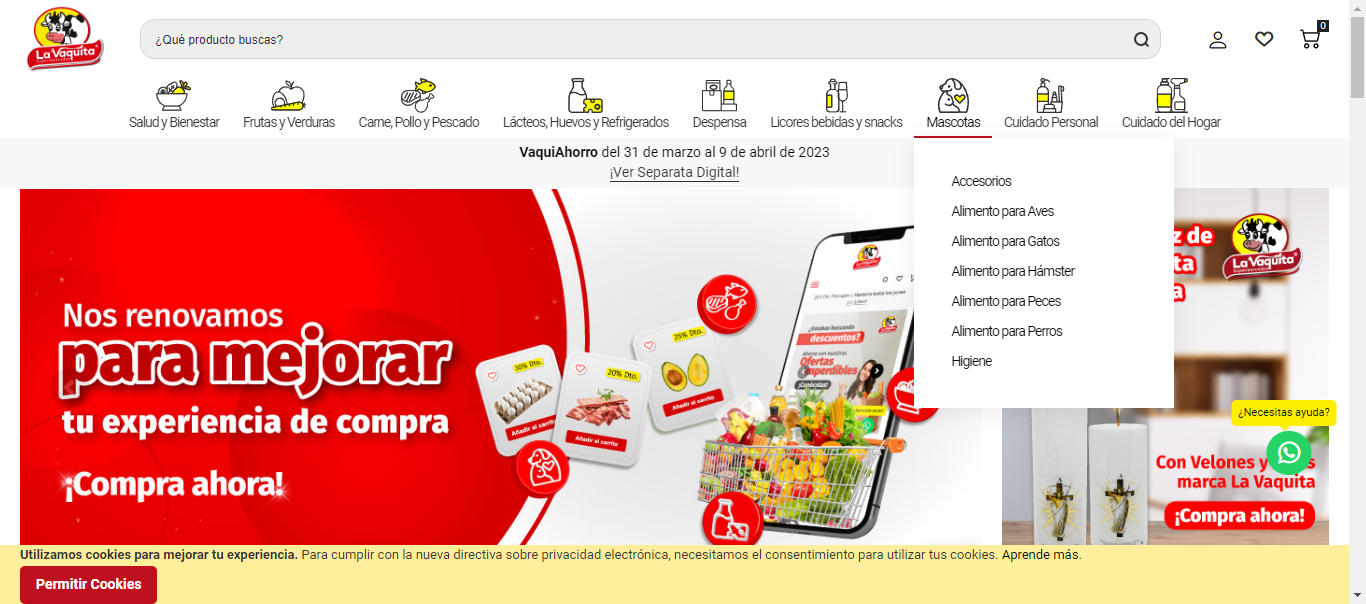 La Vaquita
Supermercados
¿Qué producto buscas?
0
Salud y Bienestar
Frutas y Verduras
Carne, Pollo y Pescado
Lácteos, Huevos y Refrigerados
Despensa
Licores bebidas y snacks
Mascotas
Cuidado Personal
Cuidado del Hogar
VaquiAhorro del 31 de marzo al 9 de abril de 2023
¡Ver Separata Digital!
Accesorios
Alimento para Aves
Alimento para Gatos
Alimento para Hámster
Alimento para Peces
Alimento para Perros
Higiene
Nos renovamos
para mejorar
tu experiencia de compra
¡Compra ahora!
30% Dto.
Añadir al carrito
20% Dto.
Añadir al carrito
25% Dto.
Añadir al carrito
¿Estabas buscando
descuentos?
Ahorre con nuestras
Ofertas
¡Conócelas!
z de
ta
a
La Vaquita
Supermercados
¿Necesitas ayuda?
Con Velones y
marca La Vaquita
¡Compra ahora!
Utilizamos cookies para mejorar tu experiencia. Para cumplir con la nueva directiva sobre privacidad electrónica, necesitamos el consentimiento para utilizar tus cookies. Aprende más.
Permitir Cookies